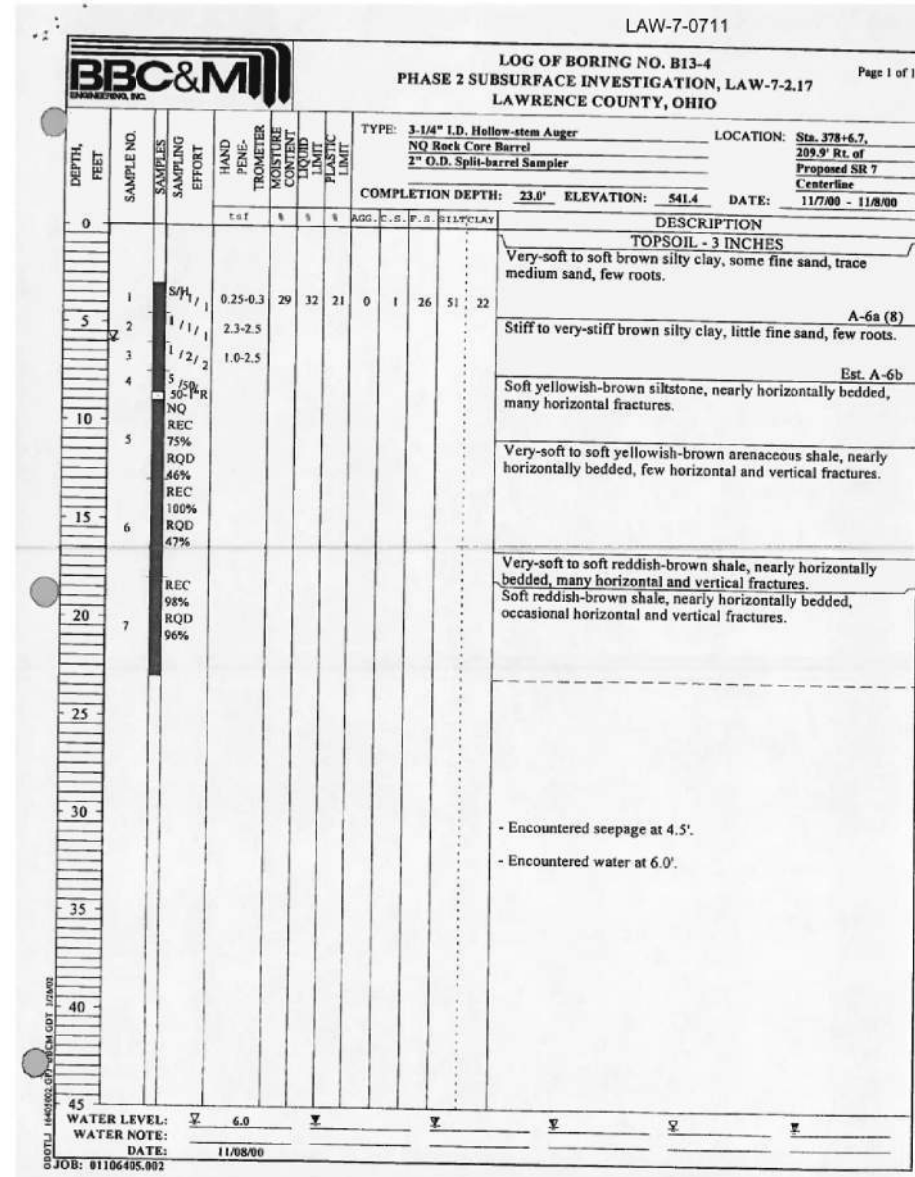 LAW-7-0711
BBC&M
ENGINEERING, INC.
LOG OF BORING NO. B13-4
PHASE 2 SUBSURFACE INVESTIGATION, LAW-7-2.17
LAWRENCE COUNTY, OHIO
Page 1 of 1
DEPTH, FEET
SAMPLE NO.
SAMPLES
SAMPLING EFFORT
HAND PENE-TROMETER
MOISTURE CONTENT
LIQUID LIMIT
PLASTIC LIMIT
TYPE: 3-1/4" I.D. Hollow-stem Auger
NQ Rock Core Barrel
2" O.D. Split-barrel Sampler
LOCATION: Sta. 378+6.7,
209.9' Rt. of
Proposed SR 7
Centerline
COMPLETION DEPTH: 23.0' ELEVATION: 541.4 DATE: 11/7/00 - 11/8/00
tsf % % % AGG. C.S. F.S. SILT CLAY
DESCRIPTION
0
TOPSOIL - 3 INCHES
Very-soft to soft brown silty clay, some fine sand, trace
medium sand, few roots.
1 S/H/1/1 0.25-0.3 29 32 21 0 1 26 51 22
A-6a (8)
5
2 1/1/1 2.3-2.5
Stiff to very-stiff brown silty clay, little fine sand, few roots.
3 1/2/2 1.0-2.5
Est. A-6b
4 5/50/
50-1"R
Soft yellowish-brown siltstone, nearly horizontally bedded,
many horizontal fractures.
NQ
10
REC
5 75%
RQD
46%
Very-soft to soft yellowish-brown arenaceous shale, nearly
horizontally bedded, few horizontal and vertical fractures.
REC
100%
15
6 RQD
47%
Very-soft to soft reddish-brown shale, nearly horizontally
bedded, many horizontal and vertical fractures.
REC
98%
Soft reddish-brown shale, nearly horizontally bedded,
occasional horizontal and vertical fractures.
20
7 RQD
96%
25
30
- Encountered seepage at 4.5'.
- Encountered water at 6.0'.
35
40
45
WATER LEVEL: 6.0
WATER NOTE:
DATE: 11/08/00
JOB: 01106405.002